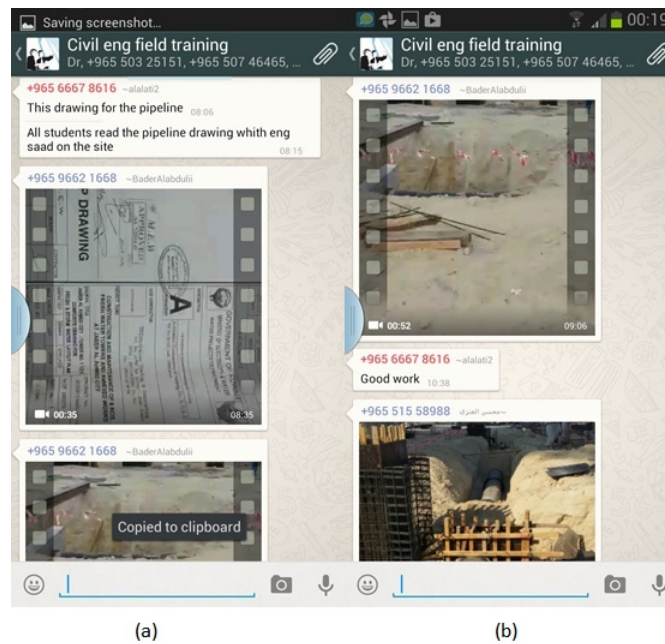 Saving screenshot...
Civil eng field training
Dr, +965 503 25151, +965 507 46465, ...
+965 6667 8616 ~alalati2
This drawing for the pipeline 08:06
All students read the pipeline drawing whith eng
saad on the site
08:15
+965 9662 1668 ~BaderAlabdulii
P DRAWING
APPROVED
A
GOVERNMENT OF
00:35
08:35
+965 9662 1668 ~BaderAlabdulii
Copied to clipboard
(a)
00:19
Civil eng field training
Dr, +965 503 25151, +965 507 46465, ...
+965 9662 1668 ~BaderAlabdulii
00:52
09:06
+965 6667 8616 ~alalati2
Good work 10:38
+965 515 58988 ~محسن العنزي
(b)